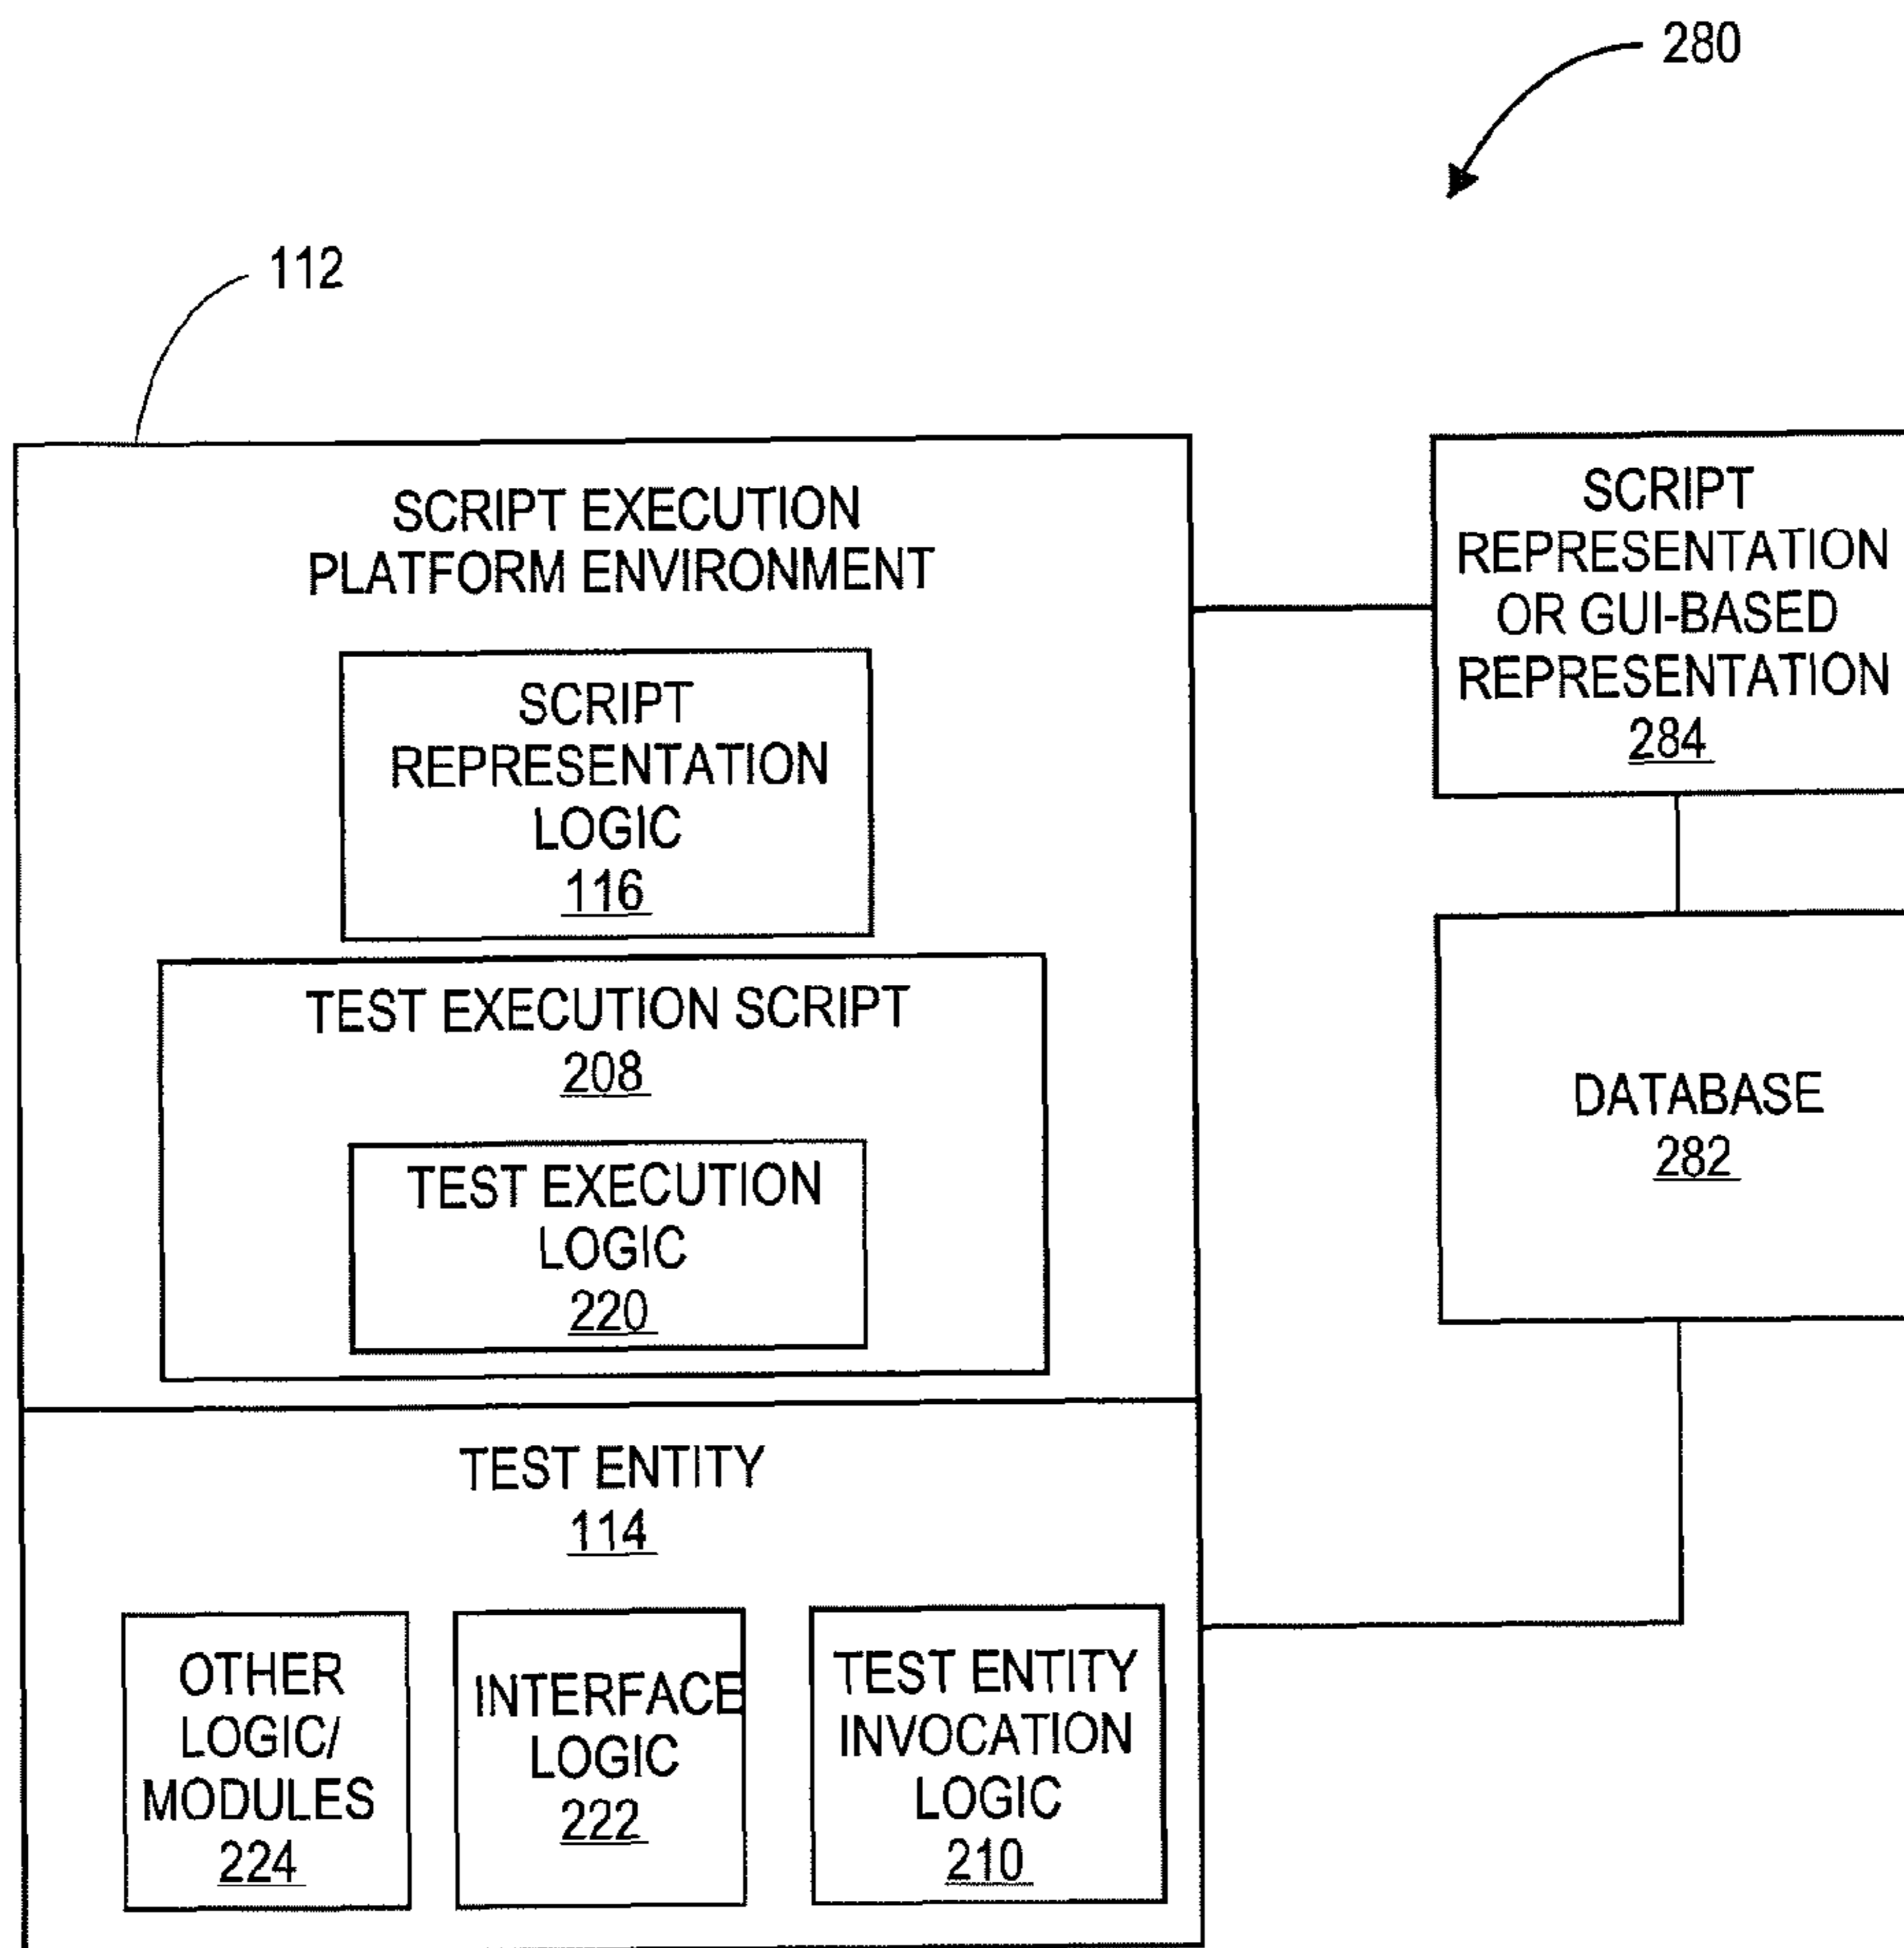 280
112
SCRIPT EXECUTION
PLATFORM ENVIRONMENT
SCRIPT
REPRESENTATION
LOGIC
116
TEST EXECUTION SCRIPT
208
TEST EXECUTION
LOGIC
220
TEST ENTITY
114
OTHER
LOGIC/
MODULES
224
INTERFACE
LOGIC
222
TEST ENTITY
INVOCATION
LOGIC
210
SCRIPT
REPRESENTATION
OR GUI-BASED
REPRESENTATION
284
DATABASE
282